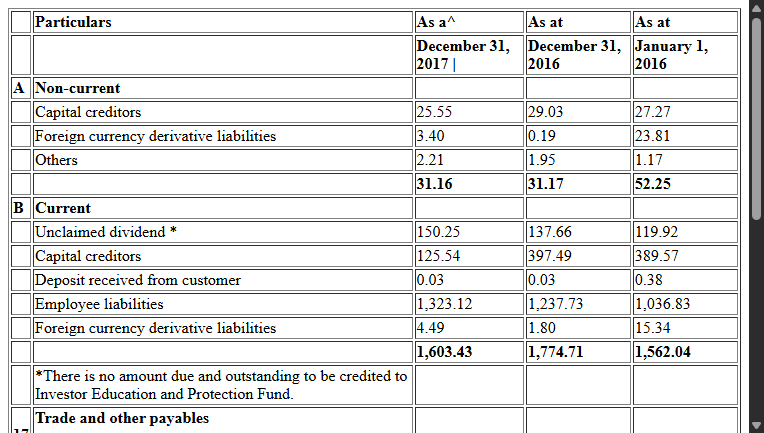 Particulars As a^ As at As at
December 31, 2017 | December 31, 2016 January 1, 2016
A Non-current
Capital creditors 25.55 29.03 27.27
Foreign currency derivative liabilities 3.40 0.19 23.81
Others 2.21 1.95 1.17
31.16 31.17 52.25
B Current
Unclaimed dividend * 150.25 137.66 119.92
Capital creditors 125.54 397.49 389.57
Deposit received from customer 0.03 0.03 0.38
Employee liabilities 1,323.12 1,237.73 1,036.83
Foreign currency derivative liabilities 4.49 1.80 15.34
1,603.43 1,774.71 1,562.04
*There is no amount due and outstanding to be credited to
Investor Education and Protection Fund.
Trade and other payables